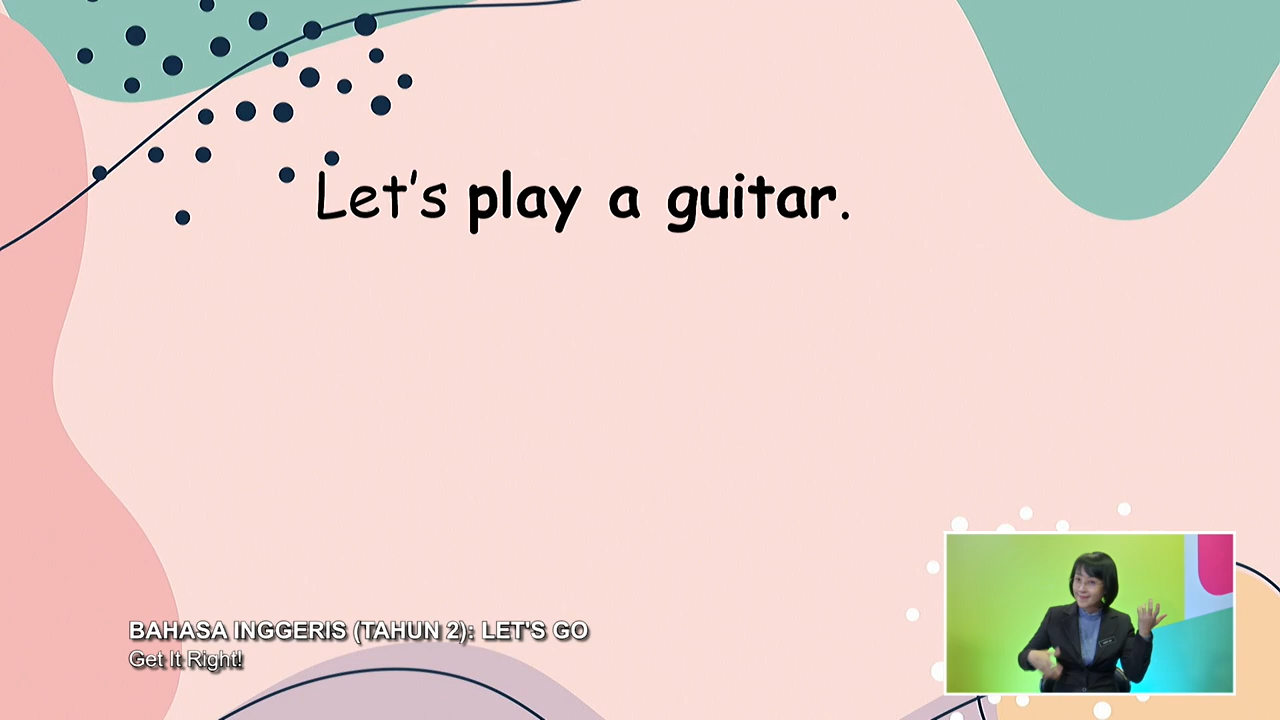 Let's play a guitar.
BAHASA INGGERIS (TAHUN 2): LET'S GO
Get It Right!